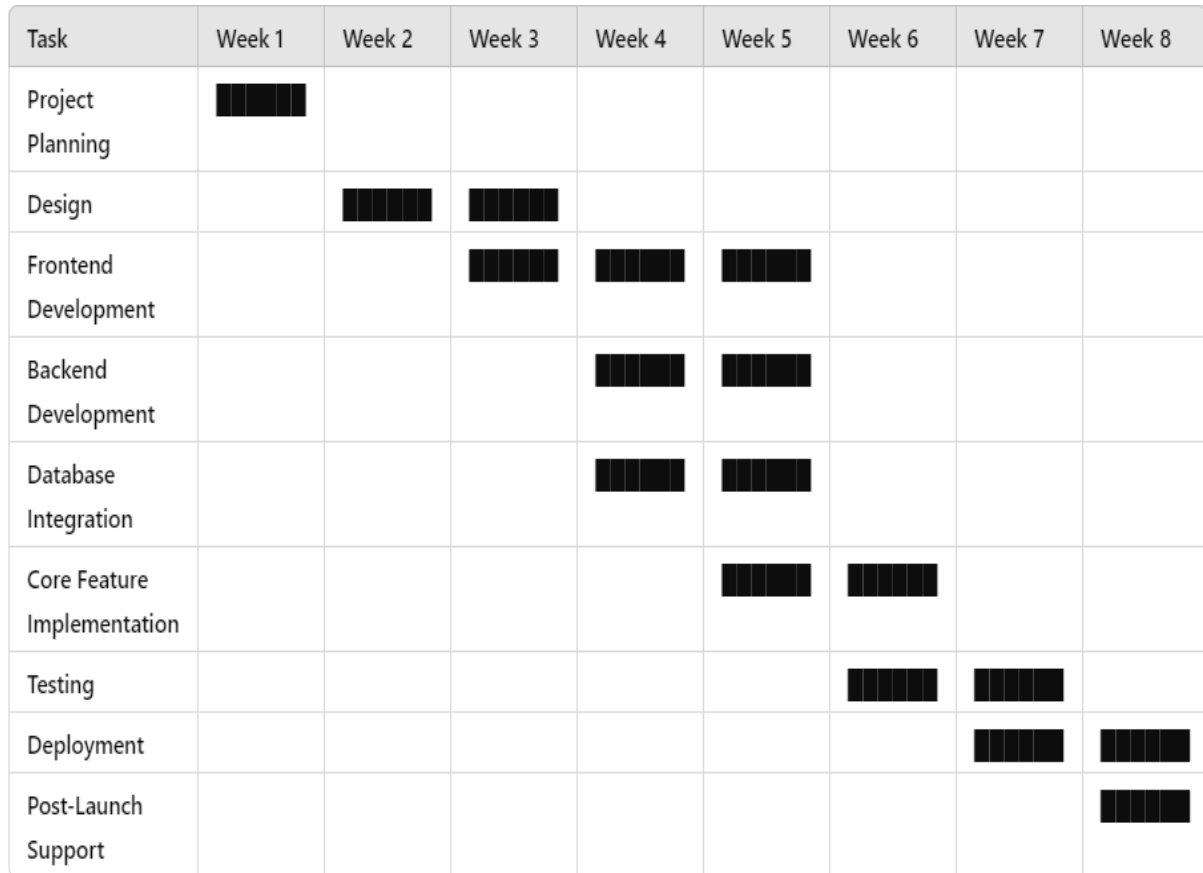 Task Week 1 Week 2 Week 3 Week 4 Week 5 Week 6 Week 7 Week 8
Project
Planning
Design
Frontend
Development
Backend
Development
Database
Integration
Core Feature
Implementation
Testing
Deployment
Post-Launch
Support